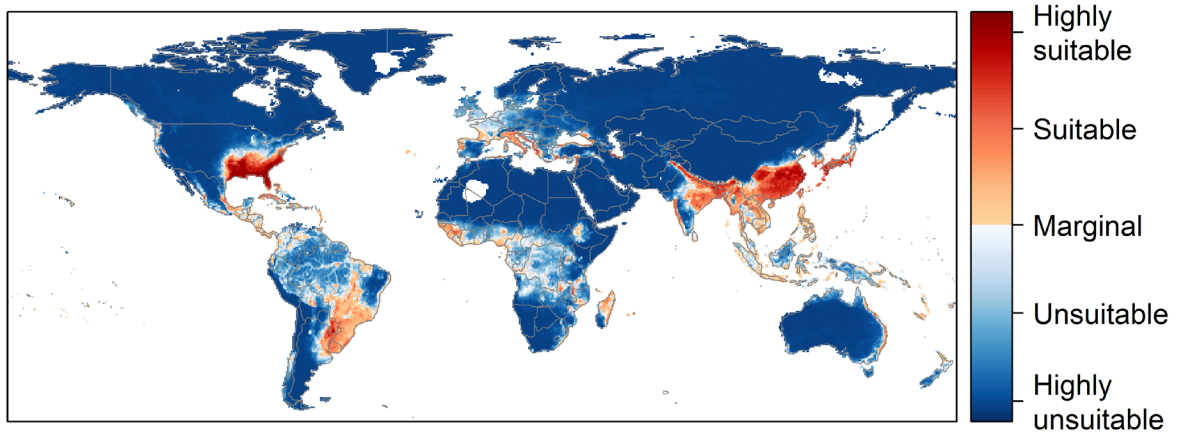 Highly
suitable
Suitable
Marginal
Unsuitable
Highly
unsuitable